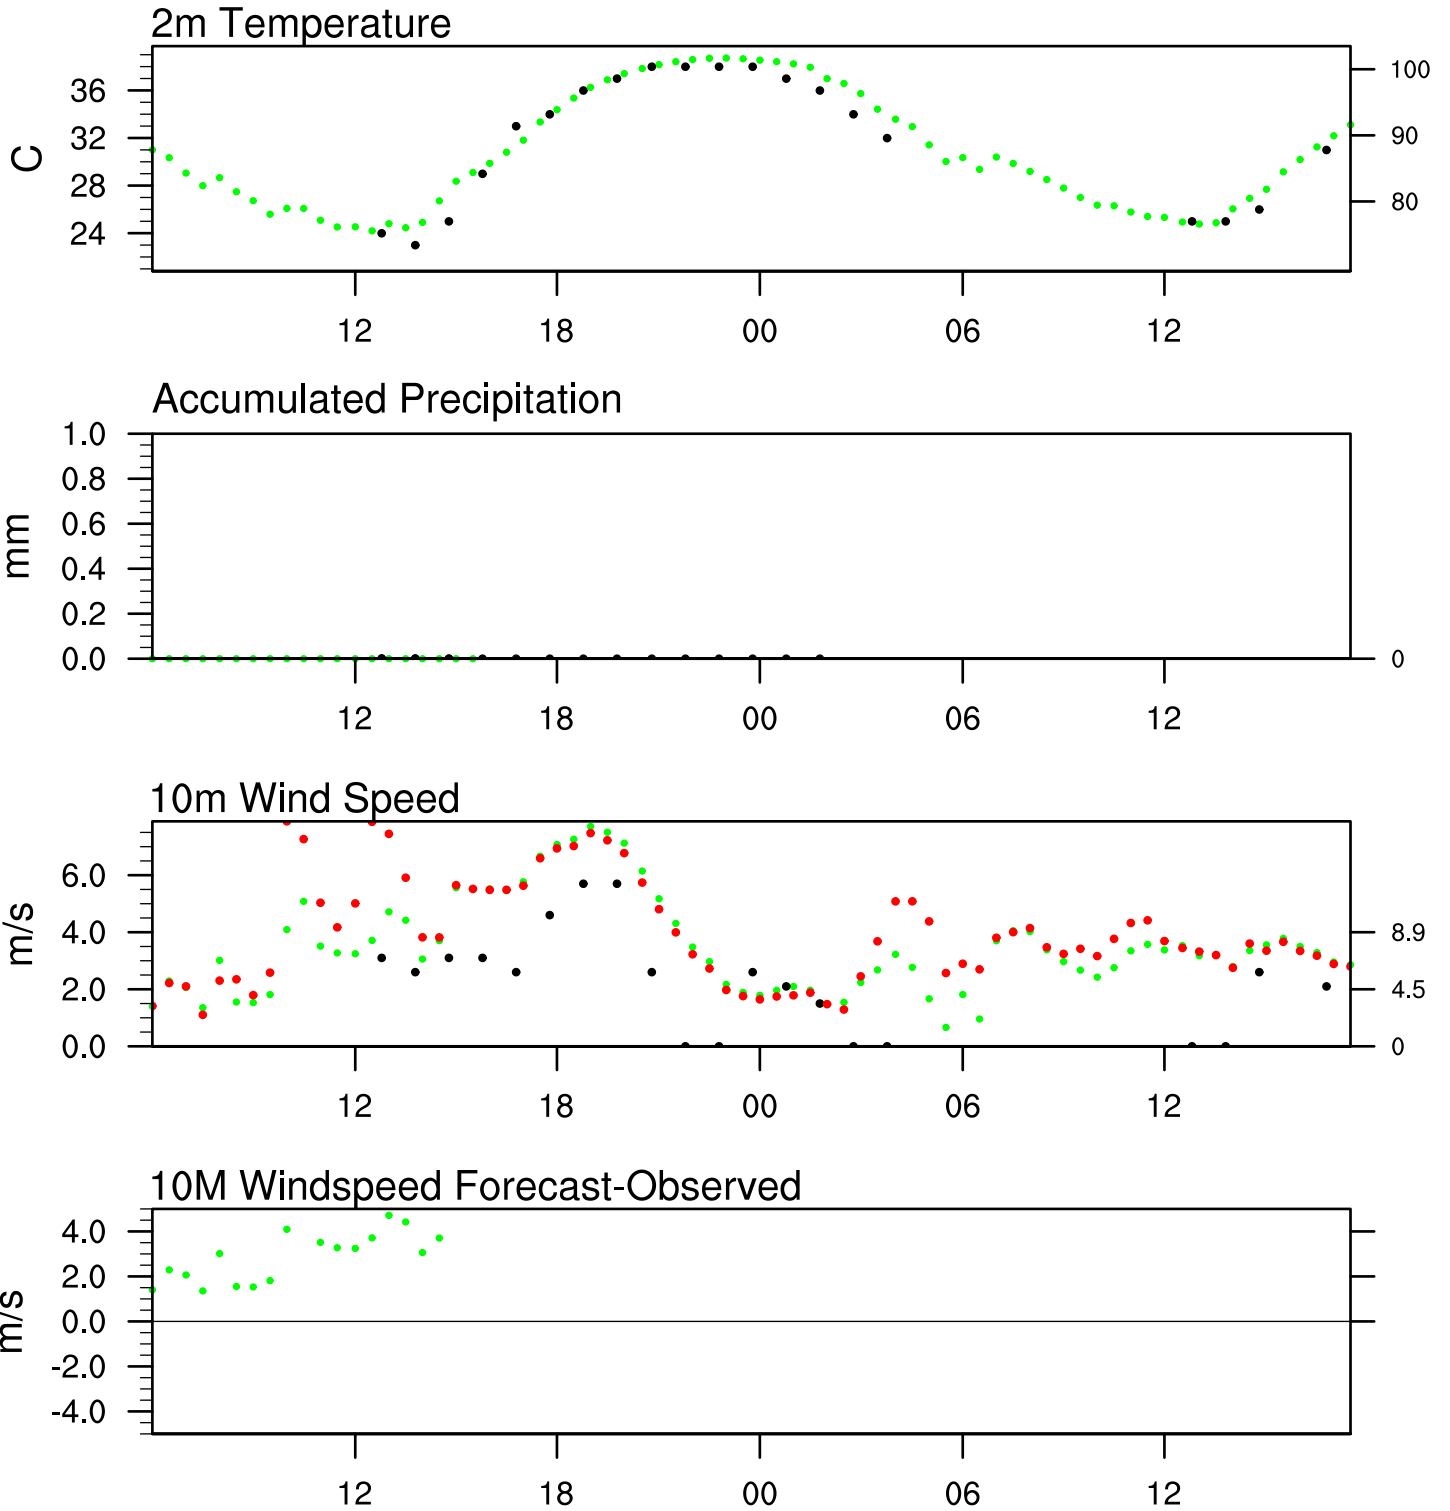 2m Temperature
C
36
32
28
24
100
90
80
12 18 00 06 12
Accumulated Precipitation
mm
1.0
0.8
0.6
0.4
0.2
0.0
0
12 18 00 06 12
10m Wind Speed
m/s
6.0
4.0
2.0
0.0
8.9
4.5
0
12 18 00 06 12
10M Windspeed Forecast-Observed
m/s
4.0
2.0
0.0
-2.0
-4.0
12 18 00 06 12